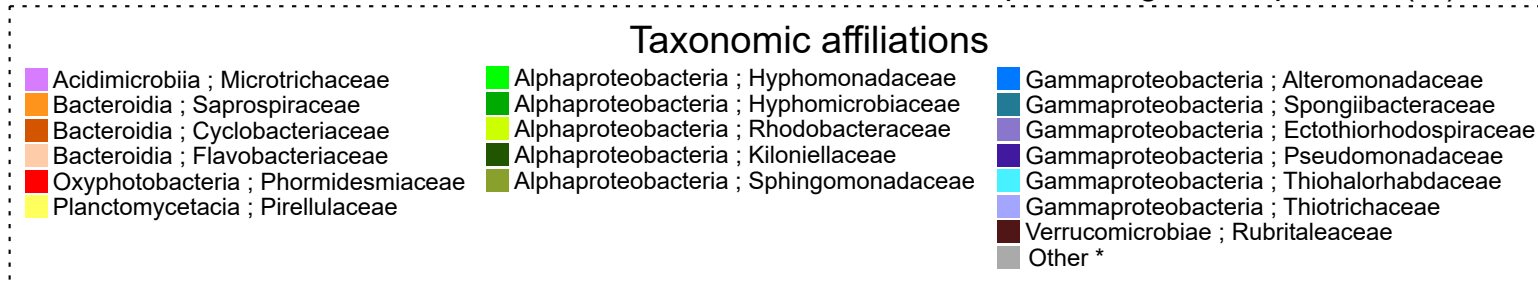 Taxonomic affiliations
Acidimicrobiia ; Microtrichaceae
Bacteroidia ; Saprospiraceae
Bacteroidia ; Cyclobacteriaceae
Bacteroidia ; Flavobacteriaceae
Oxyphotobacteria ; Phormidesmiaceae
Planctomycetacia ; Pirellulaceae
Alphaproteobacteria ; Hyphomonadaceae
Alphaproteobacteria ; Hyphomicrobiaceae
Alphaproteobacteria ; Rhodobacteraceae
Alphaproteobacteria ; Kiloniellaceae
Alphaproteobacteria ; Sphingomonadaceae
Gammaproteobacteria ; Alteromonadaceae
Gammaproteobacteria ; Spongiibacteraceae
Gammaproteobacteria ; Ectothiorhodospiraceae
Gammaproteobacteria ; Pseudomonadaceae
Gammaproteobacteria ; Thiohalorhabdaceae
Gammaproteobacteria ; Thiotrichaceae
Verrucomicrobiae ; Rubritaleaceae
Other *